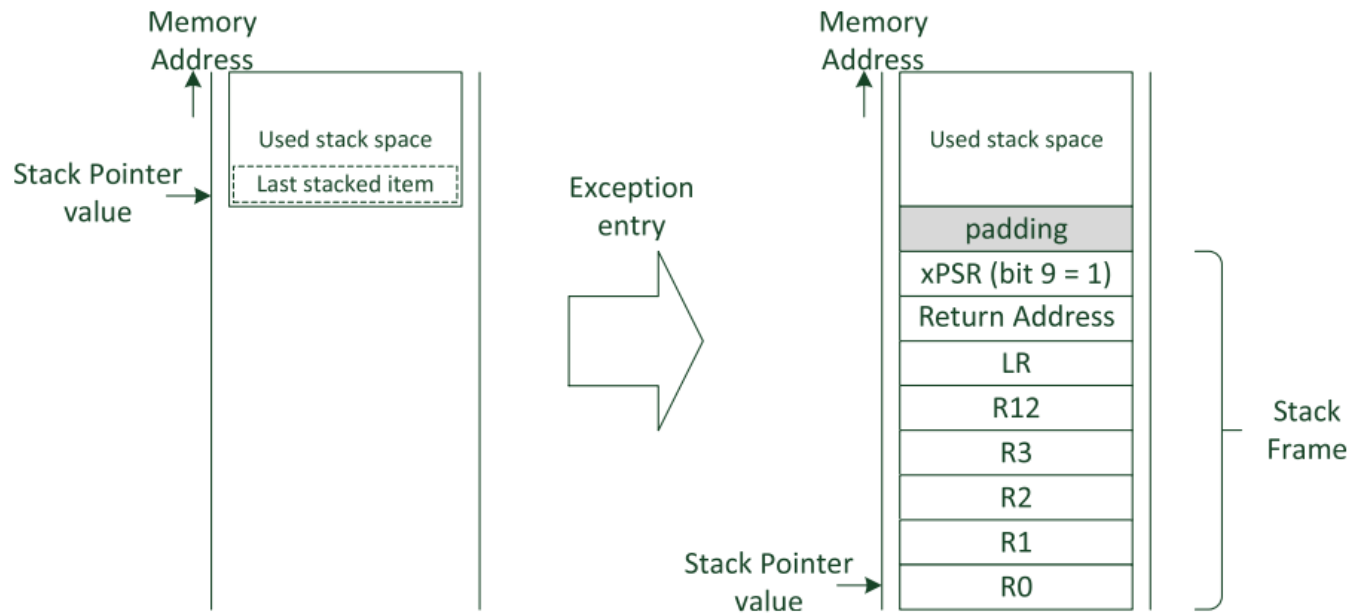 Memory
Address
Used stack space
Last stacked item
Stack Pointer
value
Exception
entry
Memory
Address
Used stack space
padding
xPSR (bit 9 = 1)
Return Address
LR
R12
R3
R2
R1
R0
Stack Pointer
value
Stack
Frame